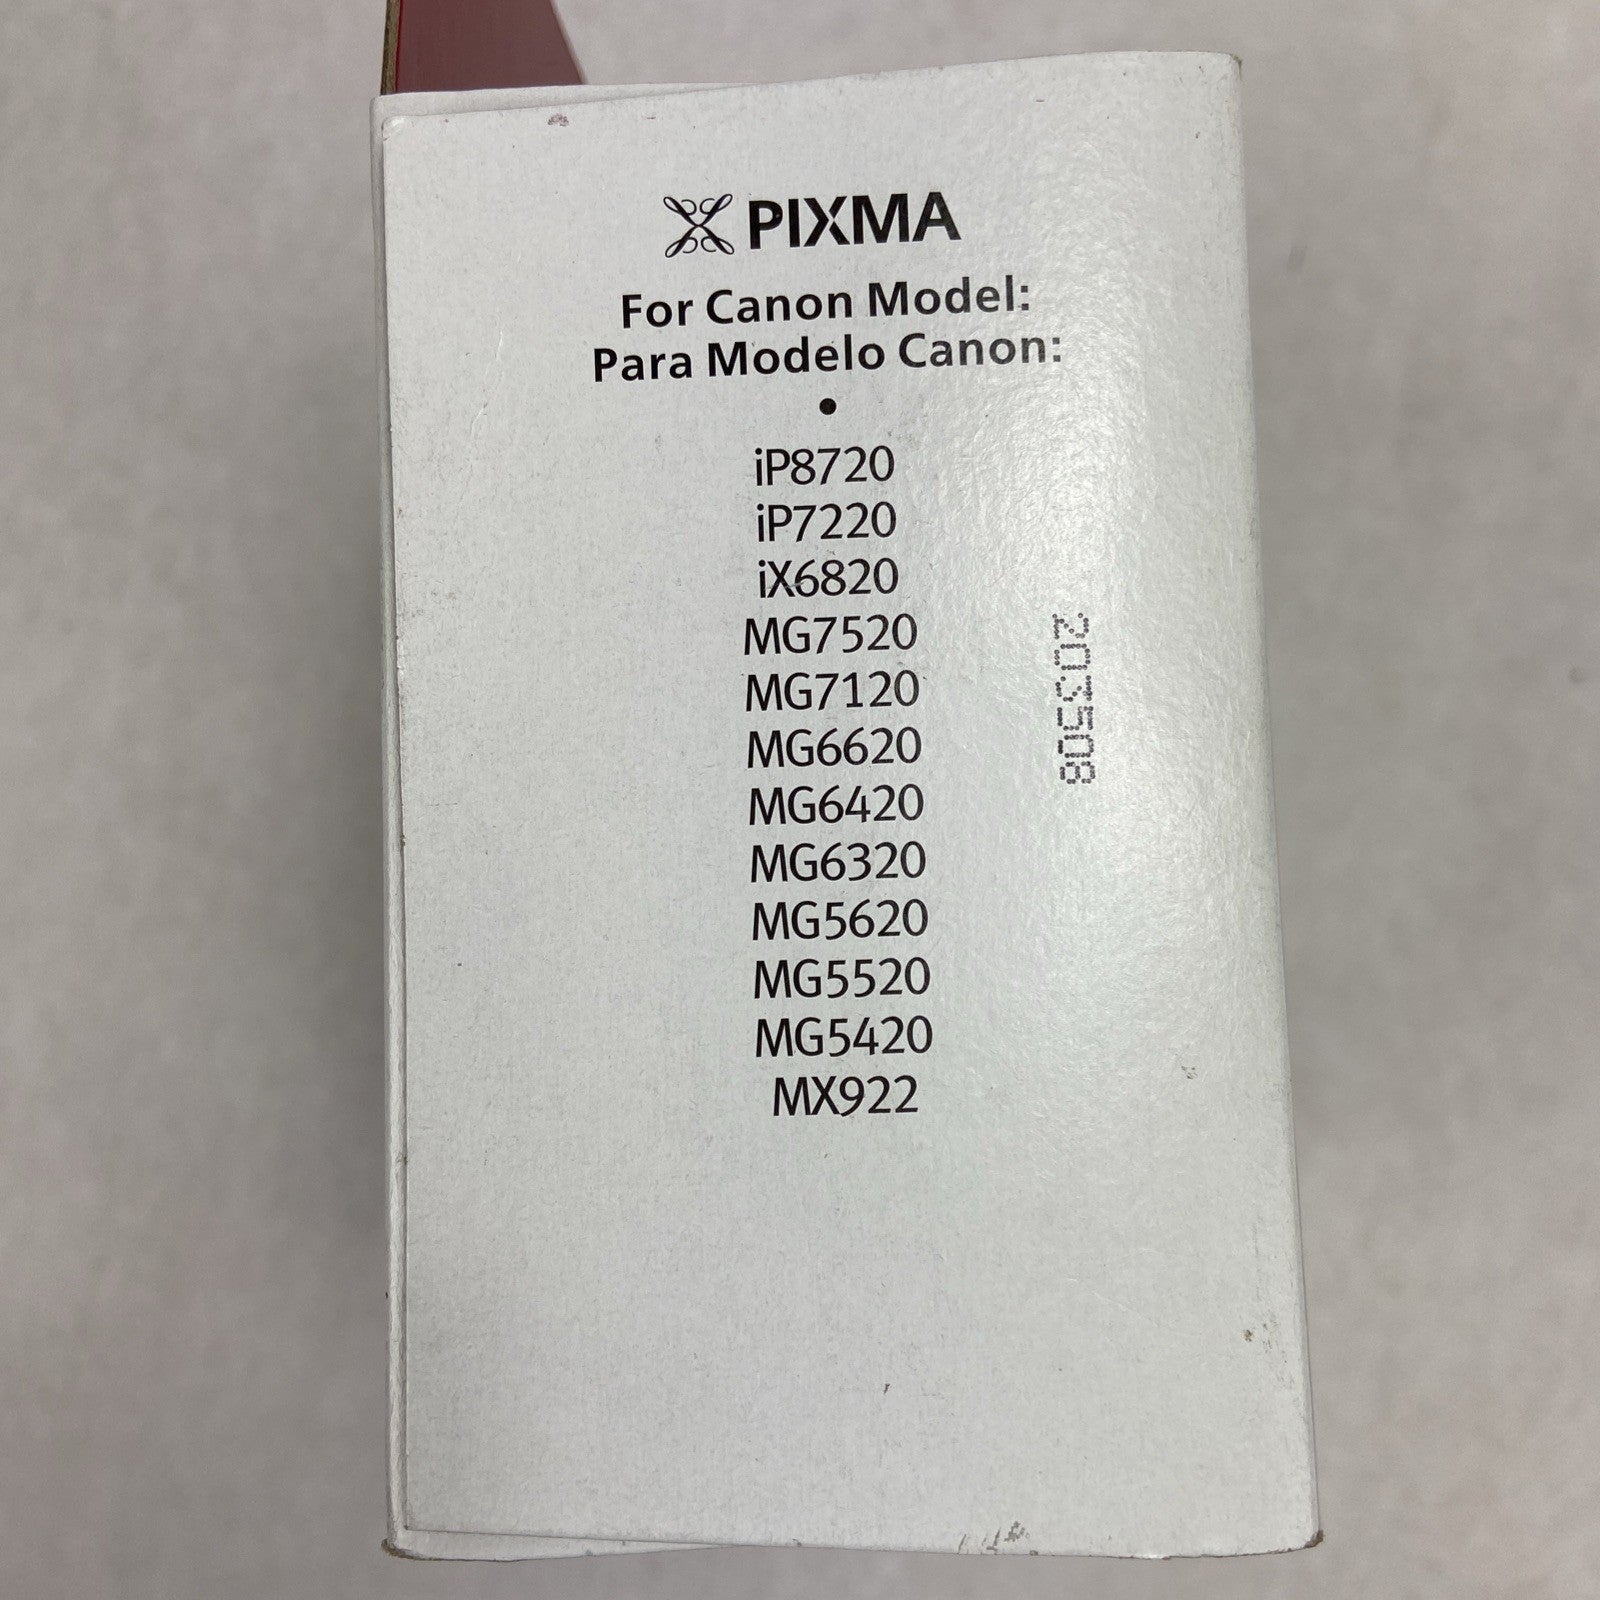 PIXMA
For Canon Model:
Para Modelo Canon:
•
iP8720
iP7220
iX6820
MG7520
MG7120
MG6620
MG6420
MG6320
MG5620
MG5520
MG5420
MX922
203508